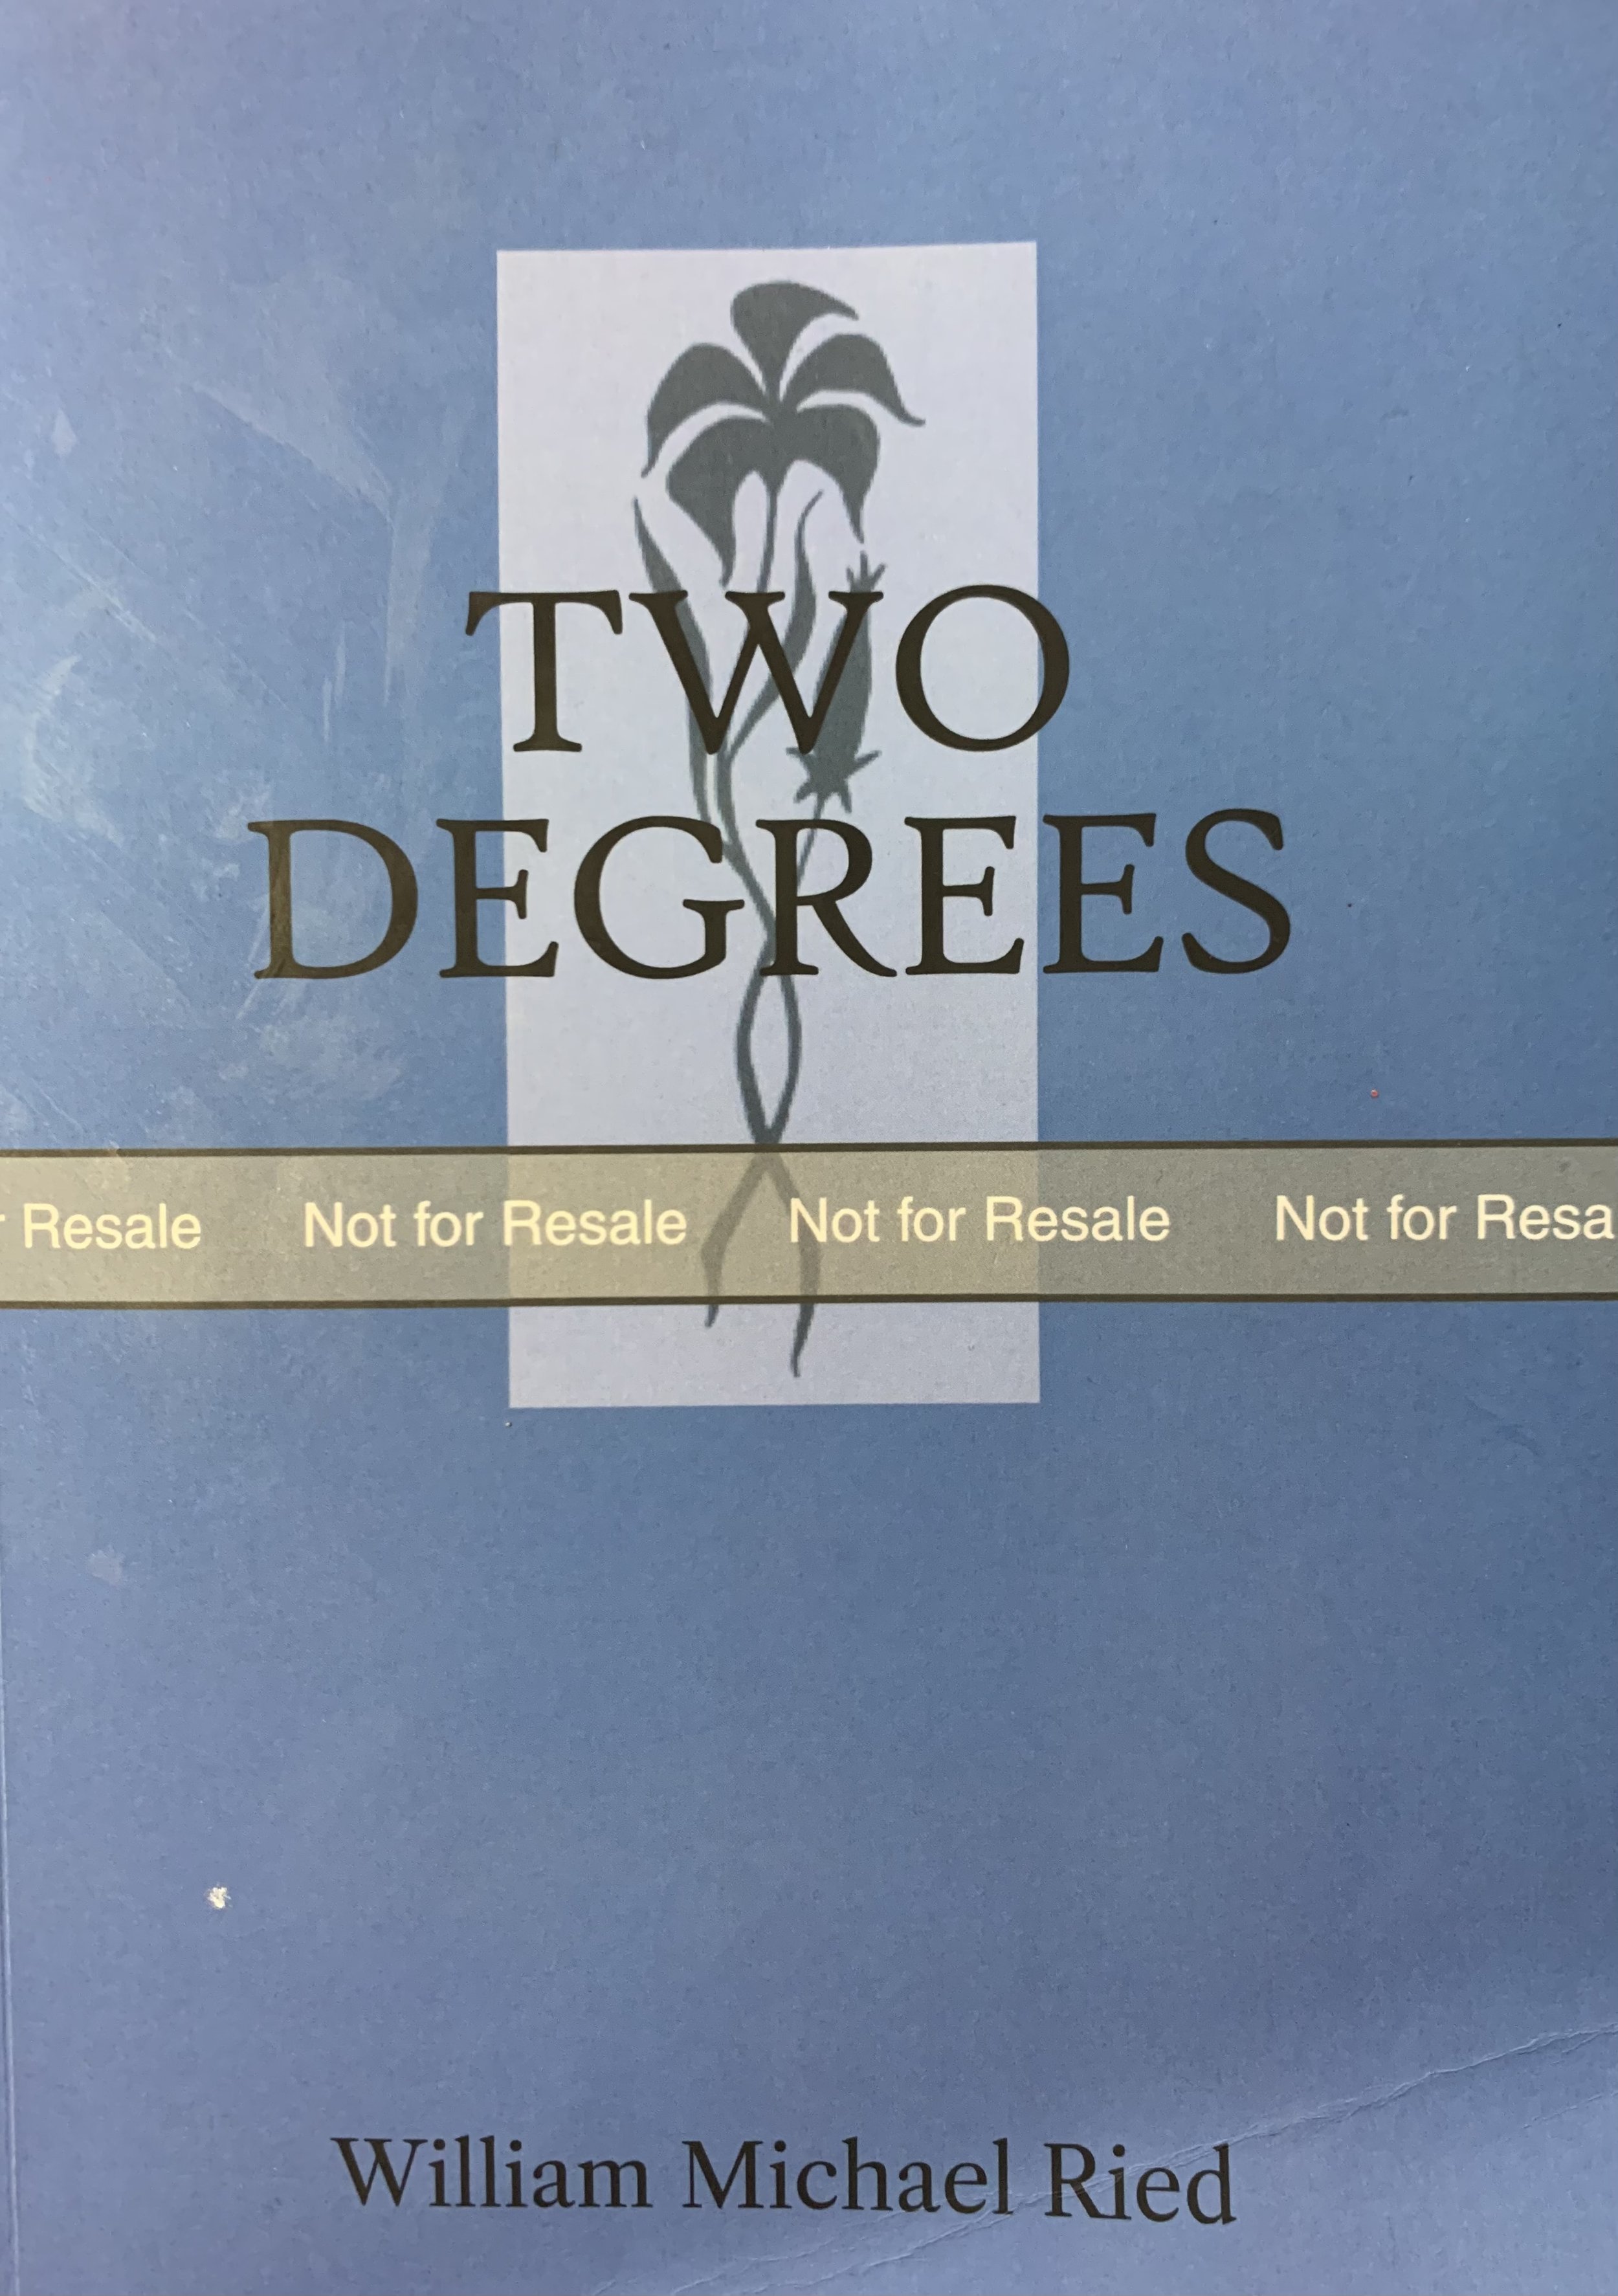 TWO
DEGREES
r Resale Not for Resale Not for Resale Not for Resa
William Michael Ried